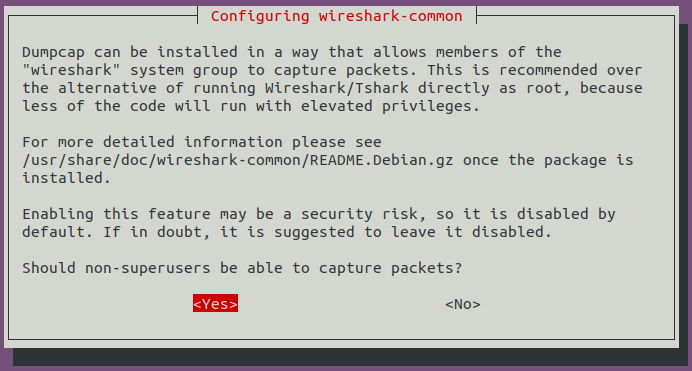 Configuring wireshark-common
Dumpcap can be installed in a way that allows members of the
"wireshark" system group to capture packets. This is recommended over
the alternative of running Wireshark/Tshark directly as root, because
less of the code will run with elevated privileges.
For more detailed information please see
/usr/share/doc/wireshark-common/README.Debian.gz once the package is
installed.
Enabling this feature may be a security risk, so it is disabled by
default. If in doubt, it is suggested to leave it disabled.
Should non-superusers be able to capture packets?
<Yes> <No>